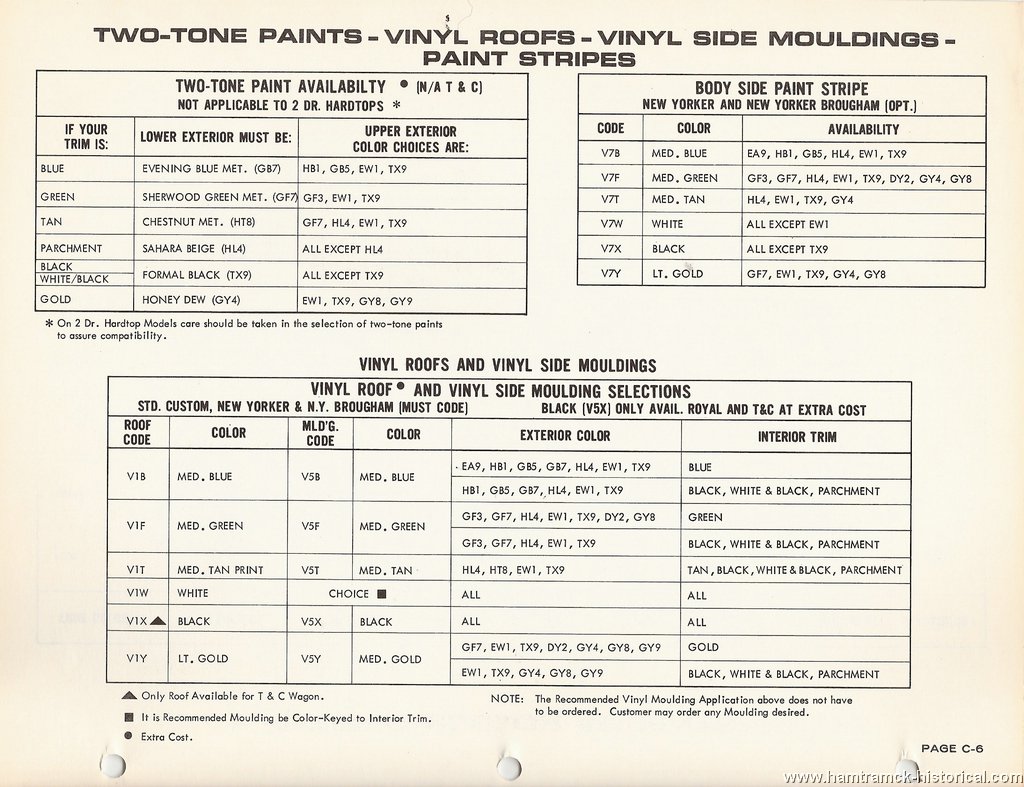 TWO-TONE PAINTS - VINYL ROOFS - VINYL SIDE MOULDINGS -
PAINT STRIPES
TWO-TONE PAINT AVAILABILTY ● (N/A T & C)
NOT APPLICABLE TO 2 DR. HARDTOPS *
IF YOUR TRIM IS: LOWER EXTERIOR MUST BE: UPPER EXTERIOR COLOR CHOICES ARE:
BLUE EVENING BLUE MET. (GB7) HB1, GB5, EW1, TX9
GREEN SHERWOOD GREEN MET. (GF7) GF3, EW1, TX9
TAN CHESTNUT MET. (HT8) GF7, HL4, EW1, TX9
PARCHMENT SAHARA BEIGE (HL4) ALL EXCEPT HL4
BLACK
WHITE/BLACK FORMAL BLACK (TX9) ALL EXCEPT TX9
GOLD HONEY DEW (GY4) EW1, TX9, GY8, GY9
* On 2 Dr. Hardtop Models care should be taken in the selection of two-tone paints
to assure compatibility.
BODY SIDE PAINT STRIPE
NEW YORKER AND NEW YORKER BROUGHAM (OPT.)
CODE COLOR AVAILABILITY
V7B MED. BLUE EA9, HB1, GB5, HL4, EW1, TX9
V7F MED. GREEN GF3, GF7, HL4, EW1, TX9, DY2, GY4, GY8
V7T MED. TAN HL4, EW1, TX9, GY4
V7W WHITE ALL EXCEPT EW1
V7X BLACK ALL EXCEPT TX9
V7Y LT. GOLD GF7, EW1, TX9, GY4, GY8
VINYL ROOFS AND VINYL SIDE MOULDINGS
VINYL ROOF ● AND VINYL SIDE MOULDING SELECTIONS
STD. CUSTOM, NEW YORKER & N.Y. BROUGHAM (MUST CODE) BLACK (V5X) ONLY AVAIL. ROYAL AND T&C AT EXTRA COST
ROOF CODE COLOR MLD'G. CODE COLOR EXTERIOR COLOR INTERIOR TRIM
V1B MED. BLUE V5B MED. BLUE EA9, HB1, GB5, GB7, HL4, EW1, TX9 BLUE
HB1, GB5, GB7, HL4, EW1, TX9 BLACK, WHITE & BLACK, PARCHMENT
V1F MED. GREEN V5F MED. GREEN GF3, GF7, HL4, EW1, TX9, DY2, GY8 GREEN
GF3, GF7, HL4, EW1, TX9 BLACK, WHITE & BLACK, PARCHMENT
V1T MED. TAN PRINT V5T MED. TAN HL4, HT8, EW1, TX9 TAN, BLACK, WHITE & BLACK, PARCHMENT
V1W WHITE CHOICE ■ ALL ALL
V1X ▲ BLACK V5X BLACK ALL ALL
V1Y LT. GOLD V5Y MED. GOLD GF7, EW1, TX9, DY2, GY4, GY8, GY9 GOLD
EW1, TX9, GY4, GY8, GY9 BLACK, WHITE & BLACK, PARCHMENT
▲ Only Roof Available for T & C Wagon.
■ It is Recommended Moulding be Color-Keyed to Interior Trim.
● Extra Cost.
NOTE: The Recommended Vinyl Moulding Application above does not have
to be ordered. Customer may order any Moulding desired.
PAGE C-6
www.hamtramck-historical.com